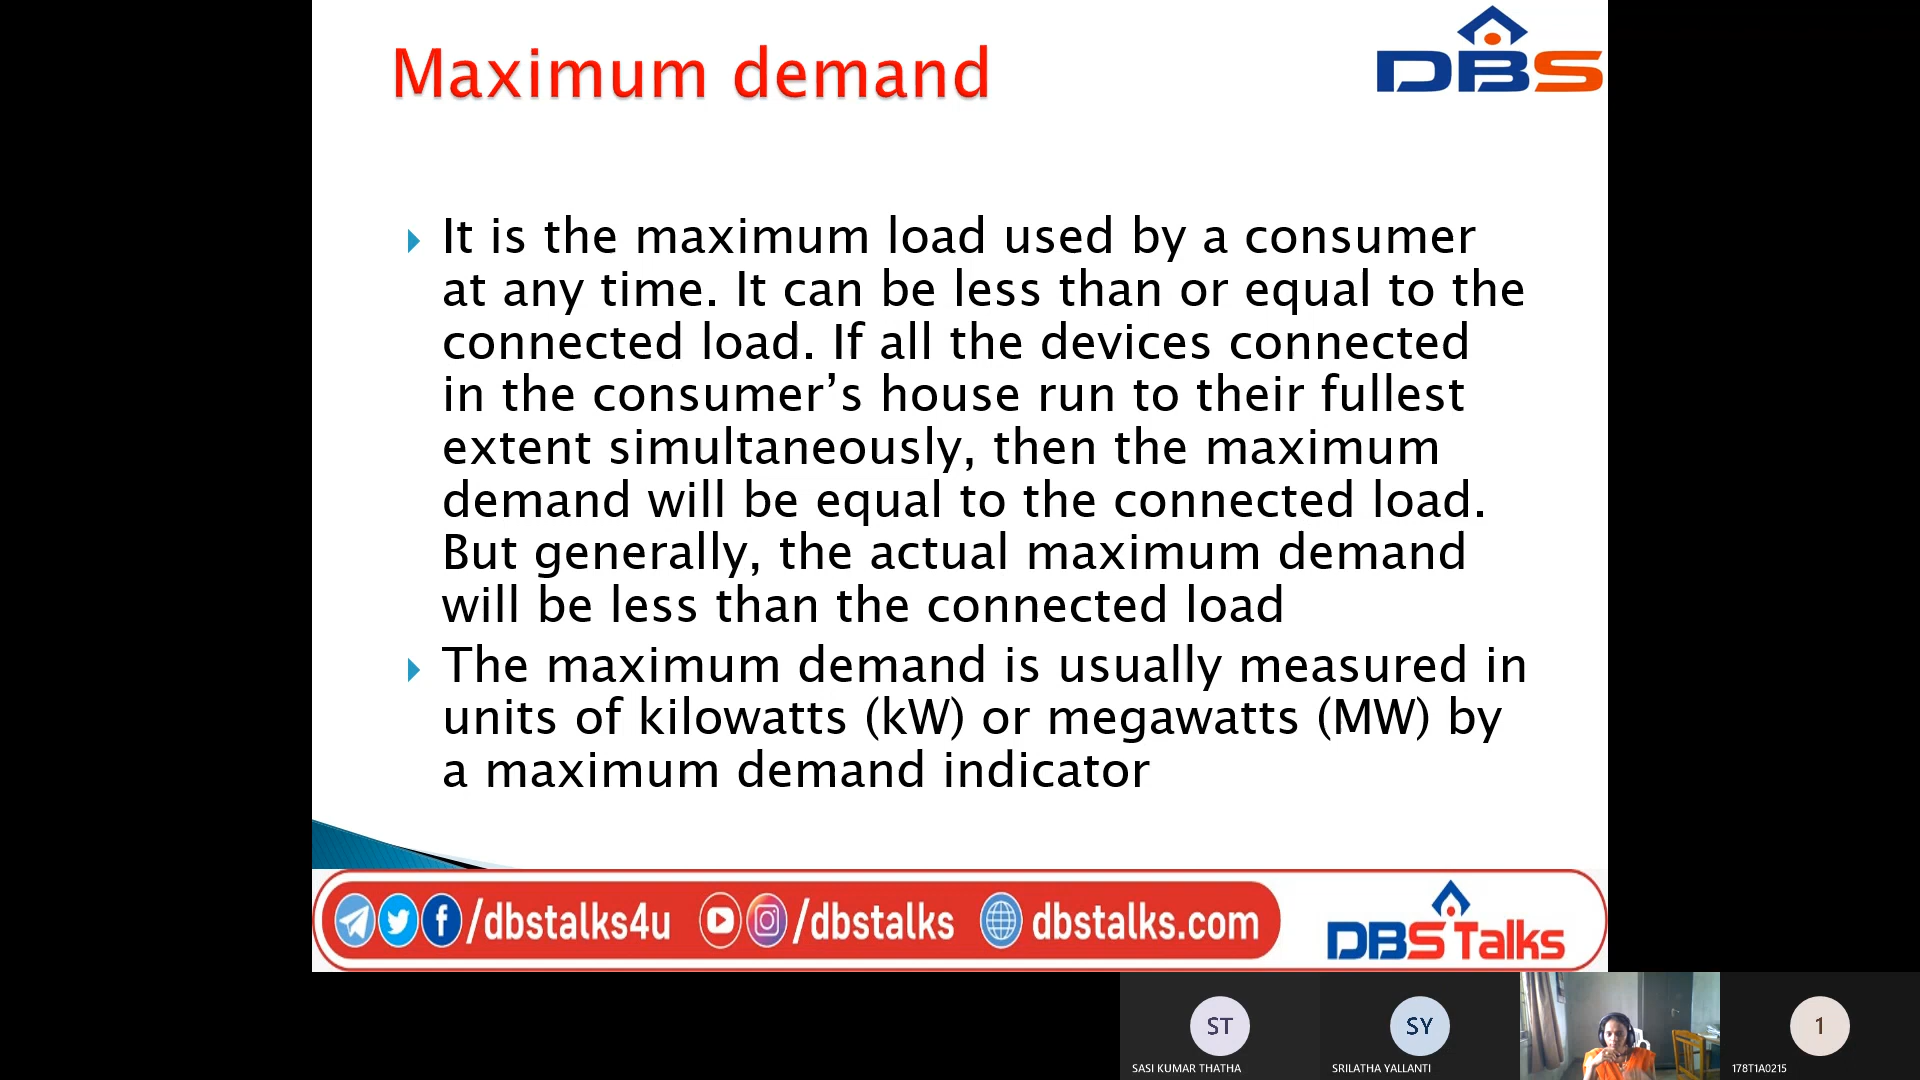 Maximum demand
DBS
It is the maximum load used by a consumer
at any time. It can be less than or equal to the
connected load. If all the devices connected
in the consumer’s house run to their fullest
extent simultaneously, then the maximum
demand will be equal to the connected load.
But generally, the actual maximum demand
will be less than the connected load
The maximum demand is usually measured in
units of kilowatts (kW) or megawatts (MW) by
a maximum demand indicator
/dbstalks4u /dbstalks dbstalks.com
DBS Talks
ST SY 1
SASI KUMAR THATHA SRILATHA YALLANTI 178T1A0215